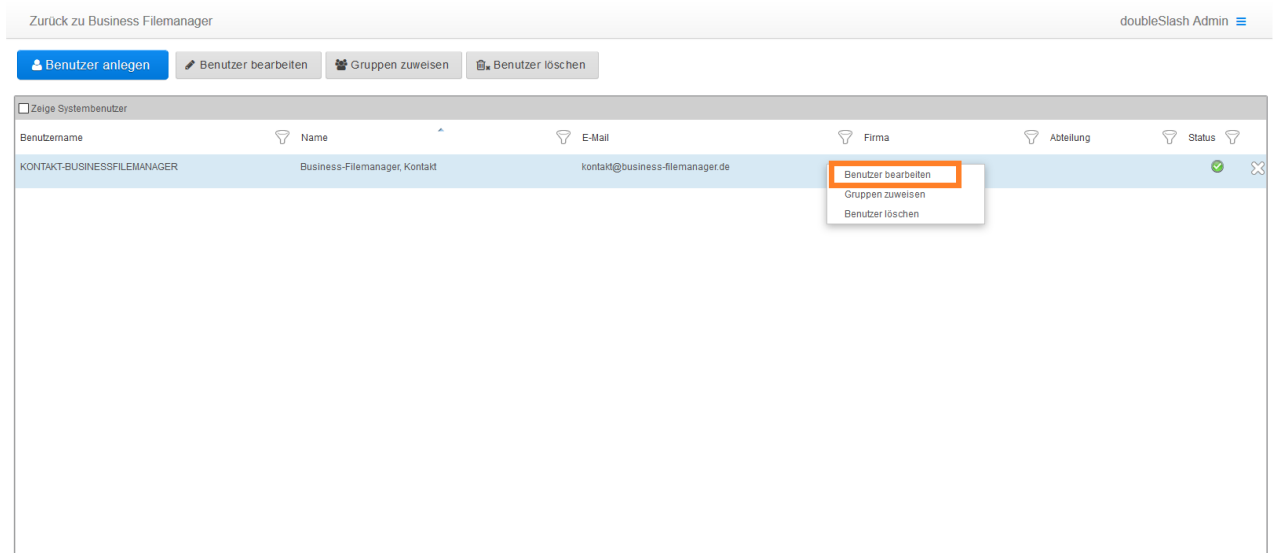 Zurück zu Business Filemanager doubleSlash Admin
Benutzer anlegen Benutzer bearbeiten Gruppen zuweisen Benutzer löschen
Zeige Systembenutzer
Benutzername Name E-Mail Firma Abteilung Status
KONTAKT-BUSINESSFILEMANAGER Business-Filemanager, Kontakt kontakt@business-filemanager.de
Benutzer bearbeiten
Gruppen zuweisen
Benutzer löschen